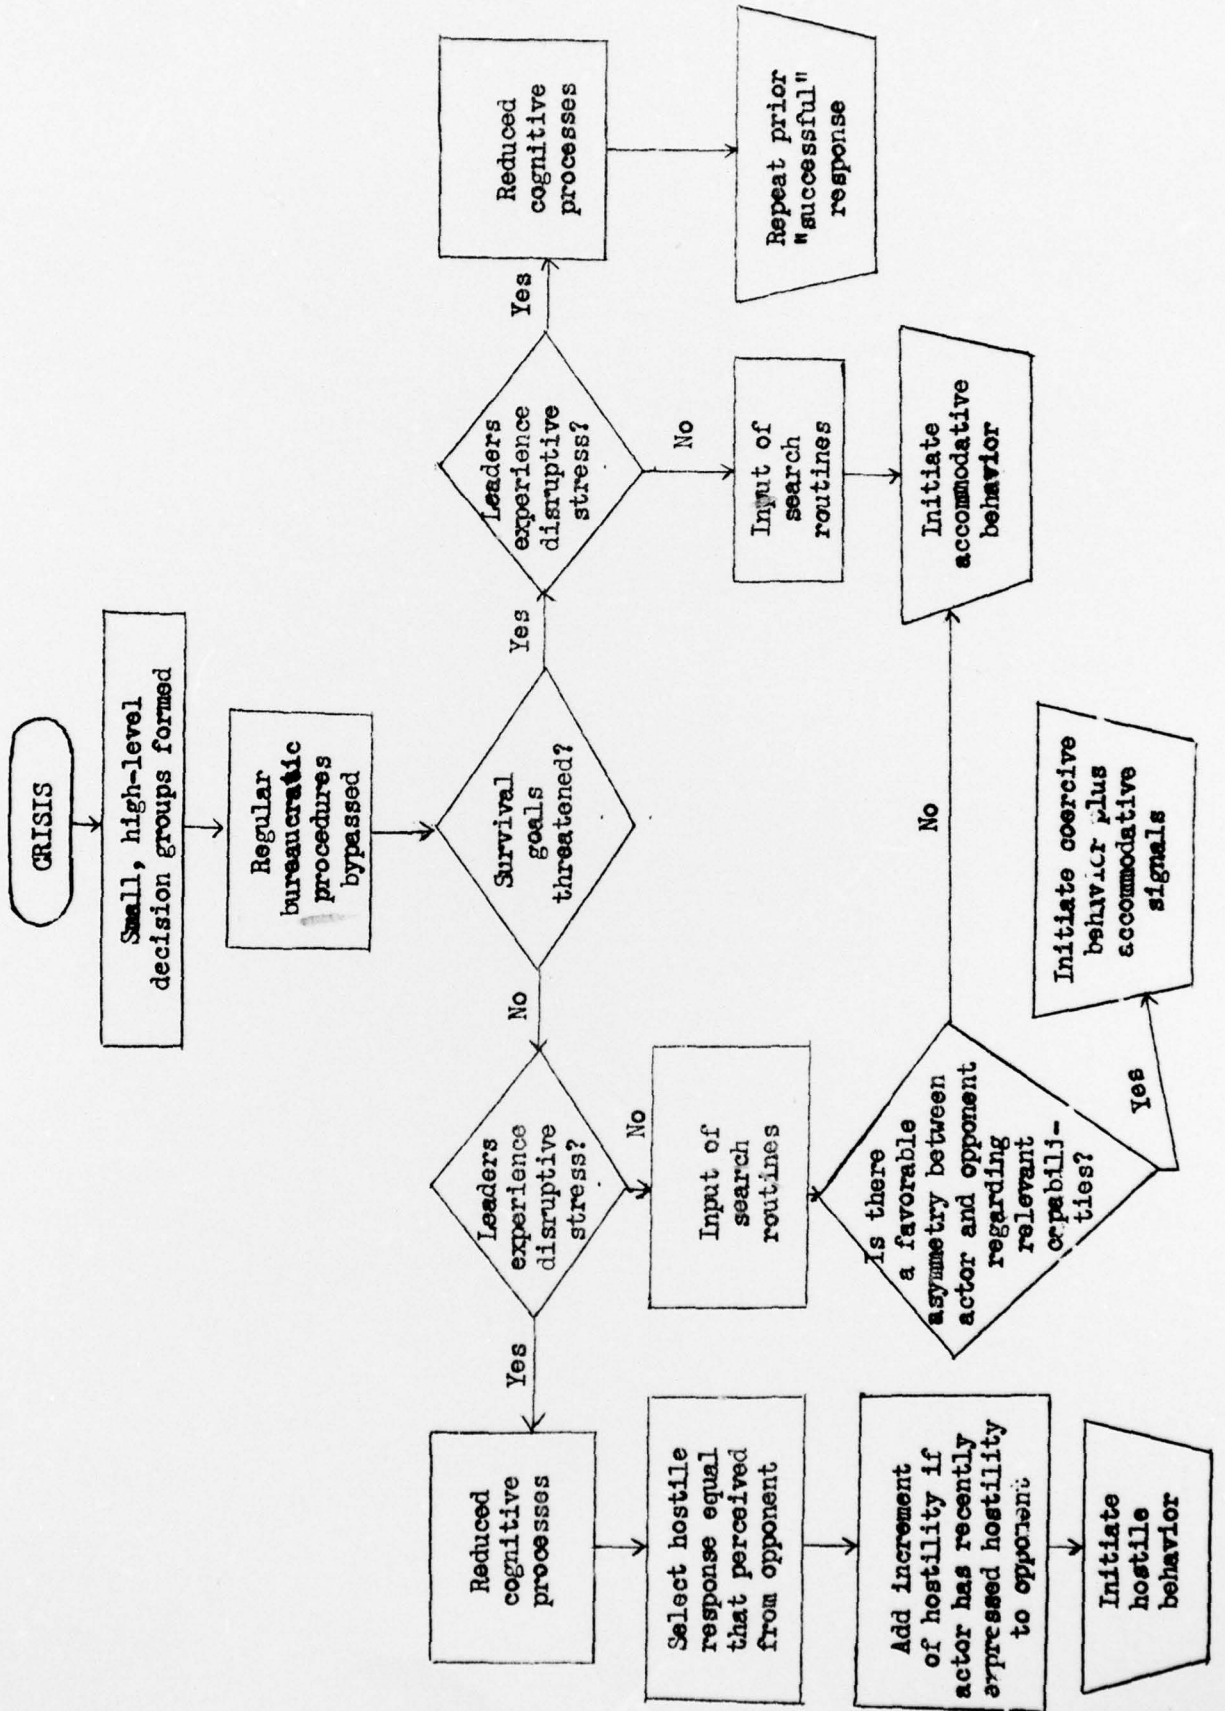 CRISIS
Small, high-level
decision groups formed
Regular
bureaucratic
procedures
bypassed
Survival
goals
threatened?
No
Yes
Leaders
experience
disruptive
stress?
Yes
No
Reduced
cognitive
processes
Select hostile
response equal
that perceived
from opponent
Add increment
of hostility if
actor has recently
expressed hostility
to opponent
Initiate
hostile
behavior
Input of
search
routines
Is there
a favorable
asymmetry between
actor and opponent
regarding
relevant
capabili-
ties?
Yes
No
Initiate coercive
behavior plus
accommodative
signals
Leaders
experience
disruptive
stress?
Yes
No
Input of
search
routines
Initiate
accommodative
behavior
Reduced
cognitive
processes
Repeat prior
"successful"
response